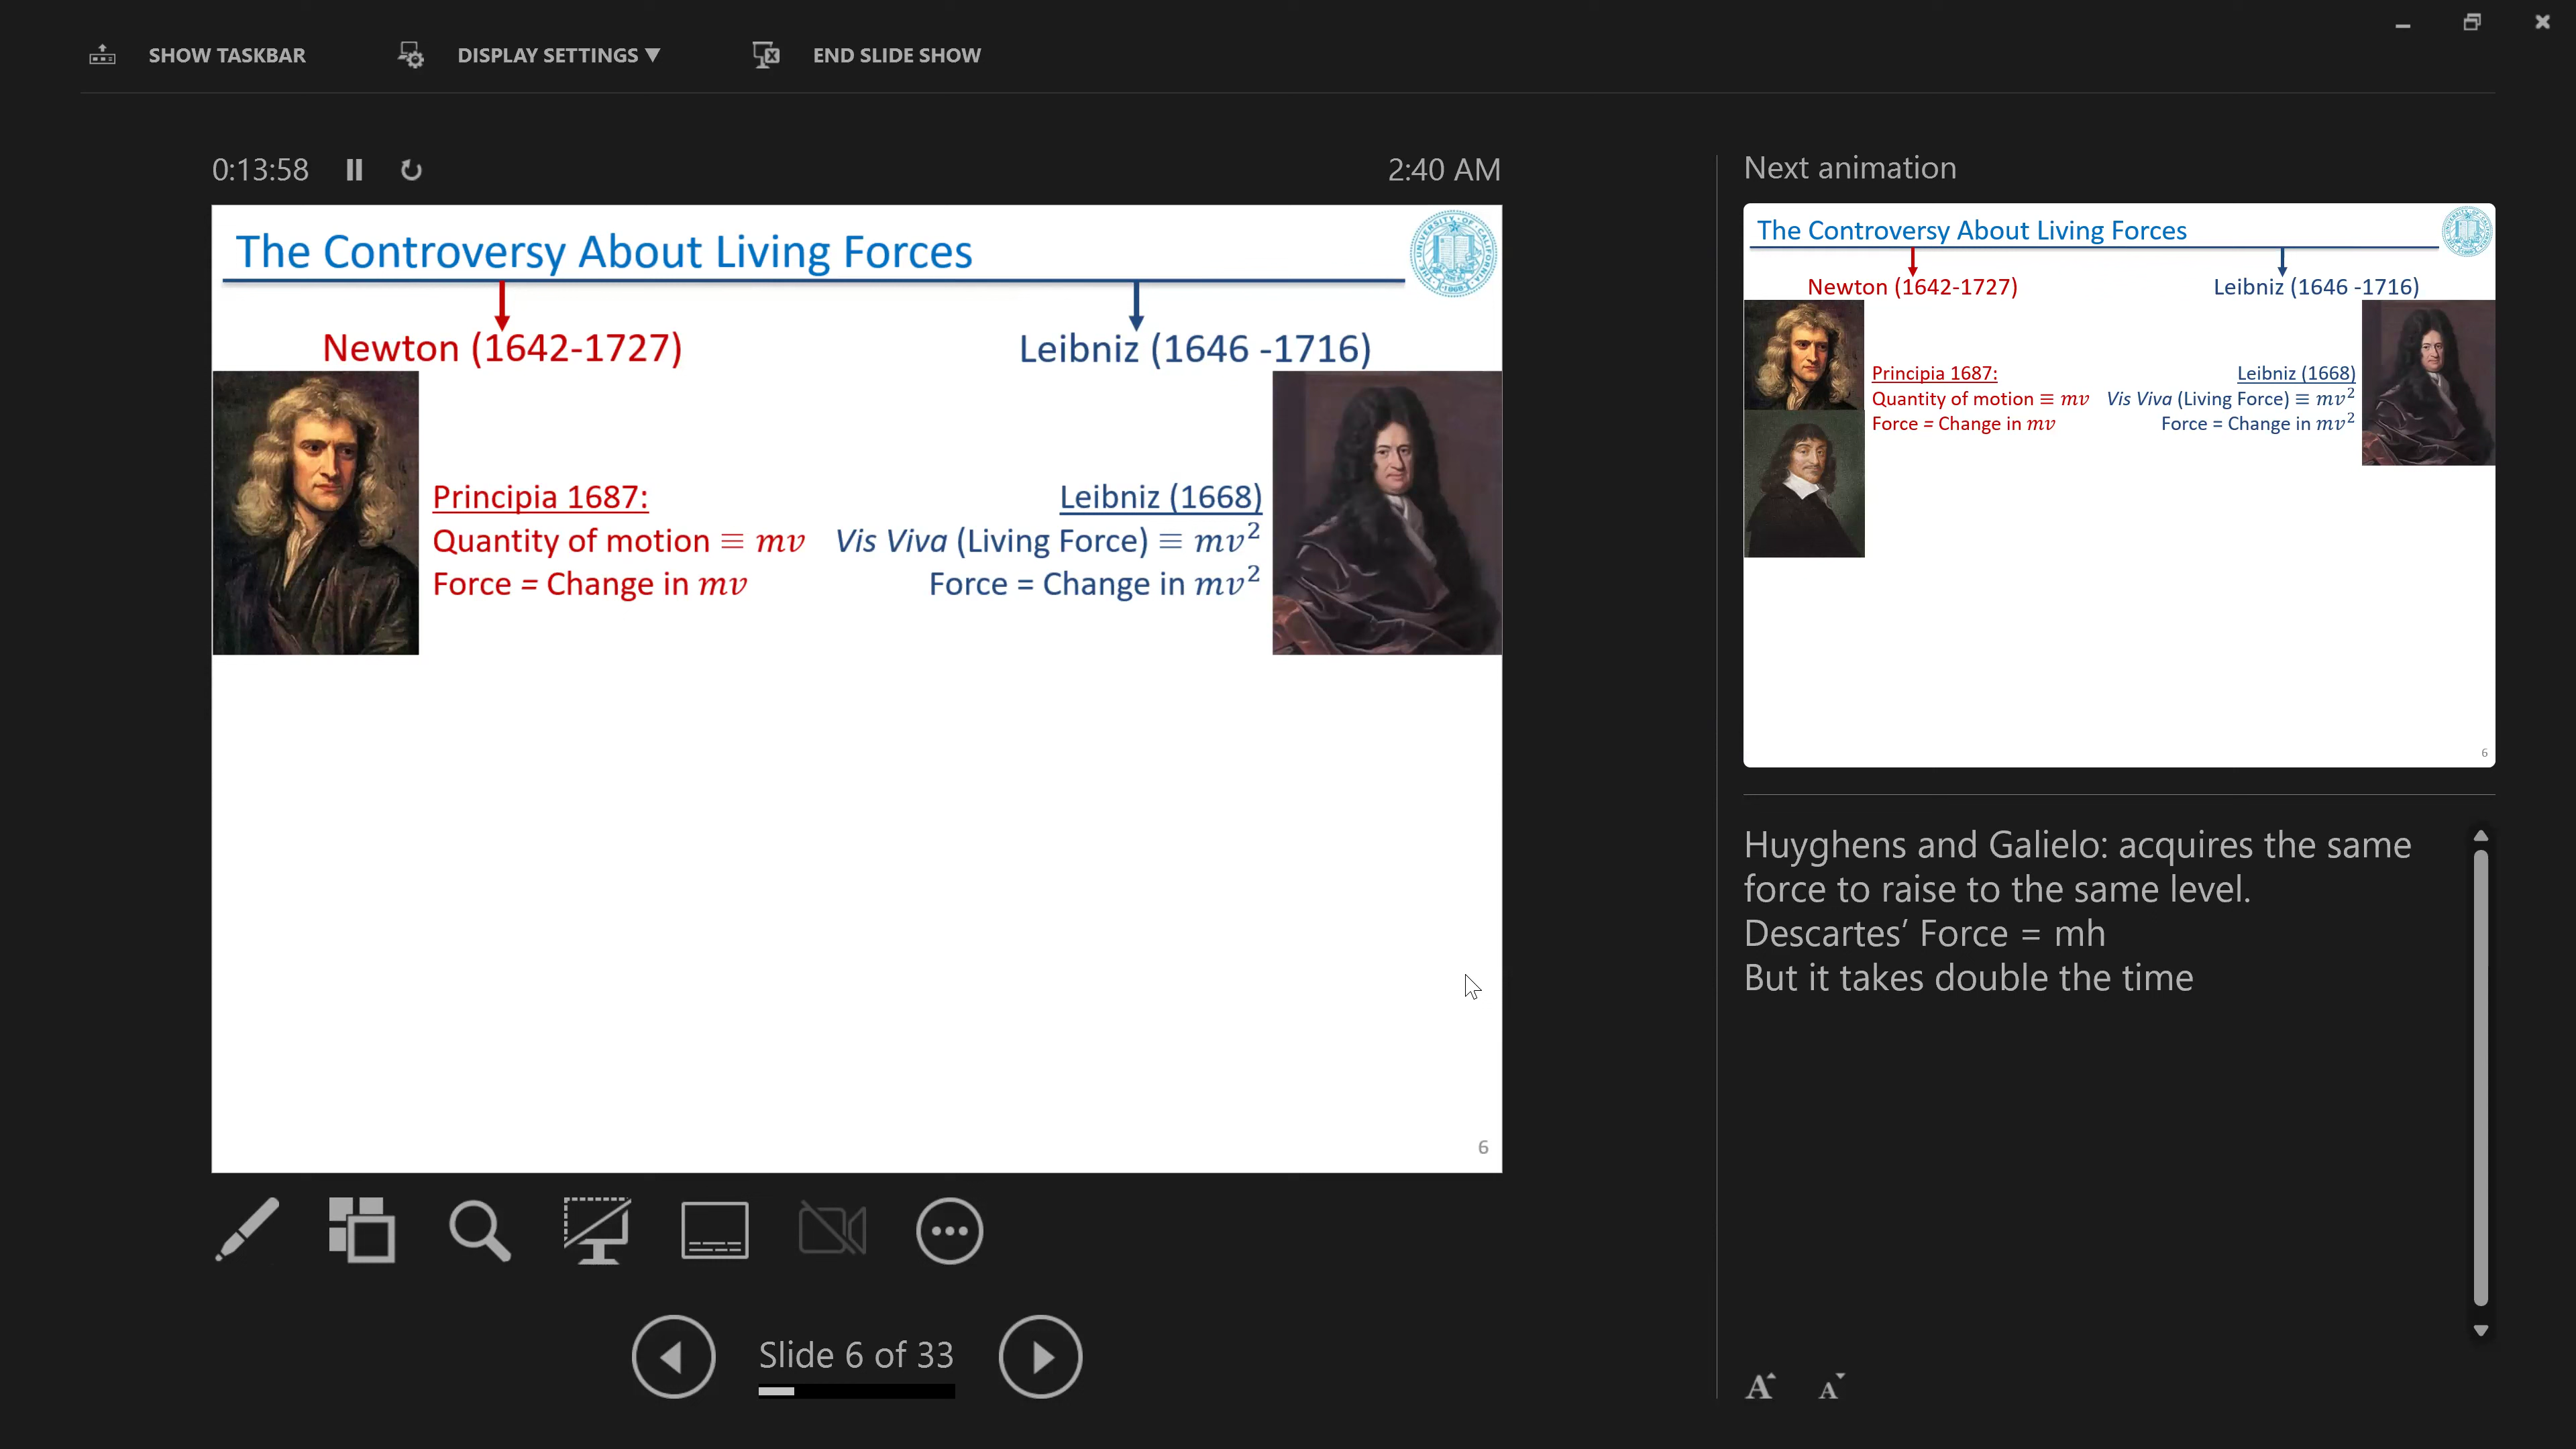 SHOW TASKBAR
DISPLAY SETTINGS ▼
END SLIDE SHOW
0:13:58
2:40 AM
The Controversy About Living Forces
UNIVERSITY OF CALIFORNIA
1868
Newton (1642-1727)
Leibniz (1646 -1716)
Principia 1687:
Quantity of motion ≡ mv
Force = Change in mv
Leibniz (1668)
Vis Viva (Living Force) ≡ mv²
Force = Change in mv²
6
Slide 6 of 33
Next animation
The Controversy About Living Forces
Newton (1642-1727)
Leibniz (1646 -1716)
Principia 1687:
Quantity of motion ≡ mv
Force = Change in mv
Leibniz (1668)
Vis Viva (Living Force) ≡ mv²
Force = Change in mv²
6
Huyghens and Galielo: acquires the same
force to raise to the same level.
Descartes’ Force = mh
But it takes double the time
A A